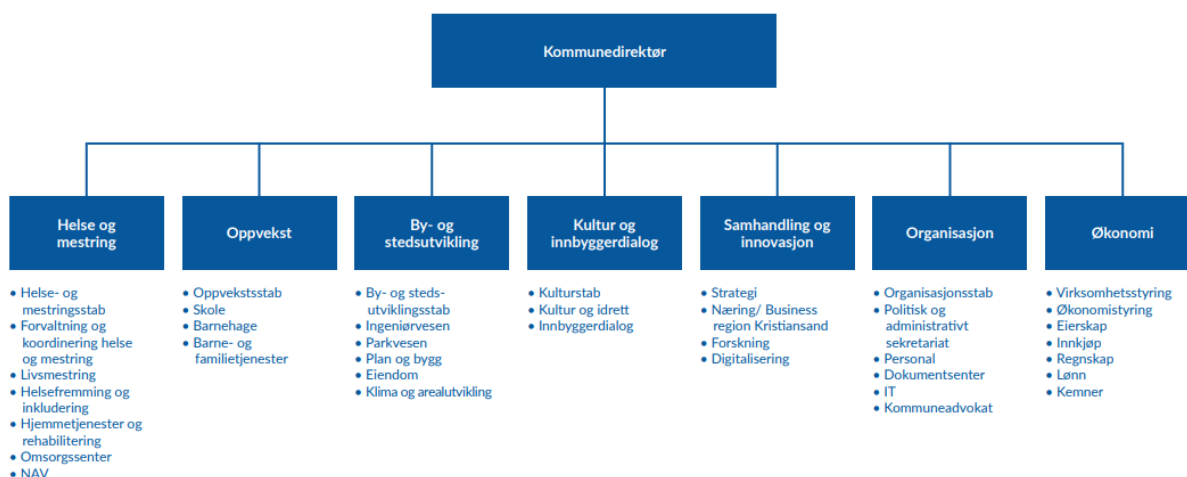 Kommunedirektør
Helse og
mestring
• Helse- og
mestringsstab
• Forvaltning og
koordinering helse
og mestring
• Livsmestring
• Helsefremming og
inkludering
• Hjemmetjenester og
rehabilitering
• Omsorgssenter
• NAV
Oppvekst
• Oppvekstsstab
• Skole
• Barnehage
• Barne- og
familietjenester
By- og
stedsutvikling
• By- og steds-
utviklingsstab
• Ingeniørvesen
• Parkvesen
• Plan og bygg
• Eiendom
• Klima og arealutvikling
Kultur og
innbyggerdialog
• Kulturstab
• Kultur og idrett
• Innbyggerdialog
Samhandling og
innovasjon
• Strategi
• Næring/ Business
region Kristiansand
• Forskning
• Digitalisering
Organisasjon
• Organisasjonsstab
• Politisk og
administrativt
sekretariat
• Personal
• Dokumentsenter
• IT
• Kommuneadvokat
Økonomi
• Virksomhetsstyring
• Økonomistyring
• Eierskap
• Innkjøp
• Regnskap
• Lønn
• Kemner